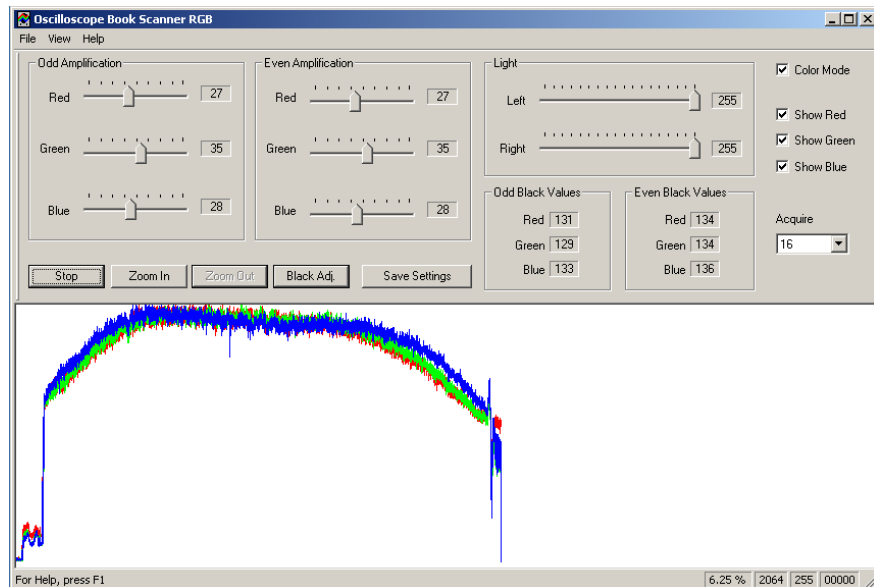 Oscilloscope Book Scanner RGB
File View Help
Odd Amplification
Red 27
Green 35
Blue 28
Even Amplification
Red 27
Green 35
Blue 28
Light
Left 255
Right 255
Odd Black Values
Red 131
Green 129
Blue 133
Even Black Values
Red 134
Green 134
Blue 136
Color Mode
Show Red
Show Green
Show Blue
Acquire
16
Stop Zoom In Zoom Out Black Adj. Save Settings
For Help, press F1 6.25 % 2064 255 00000